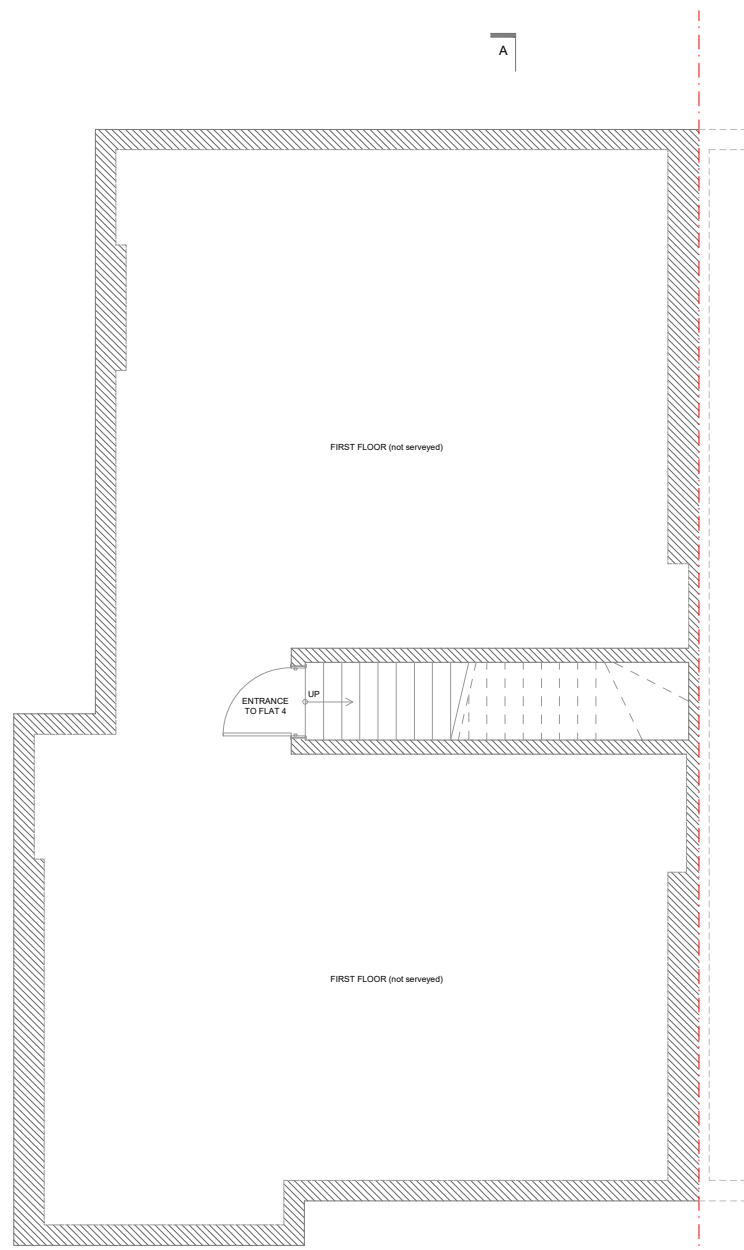 A
FIRST FLOOR (not serveyed)
UP
ENTRANCE
TO FLAT 4
FIRST FLOOR (not serveyed)